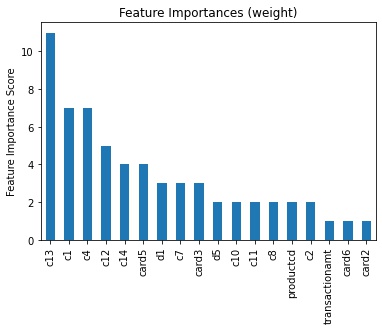 Feature Importances (weight)
Feature Importance Score
10
8
6
4
2
0
c13
c1
c4
c12
c14
card5
d1
c7
card3
d5
c10
c11
c8
productcd
c2
transactionamt
card6
card2